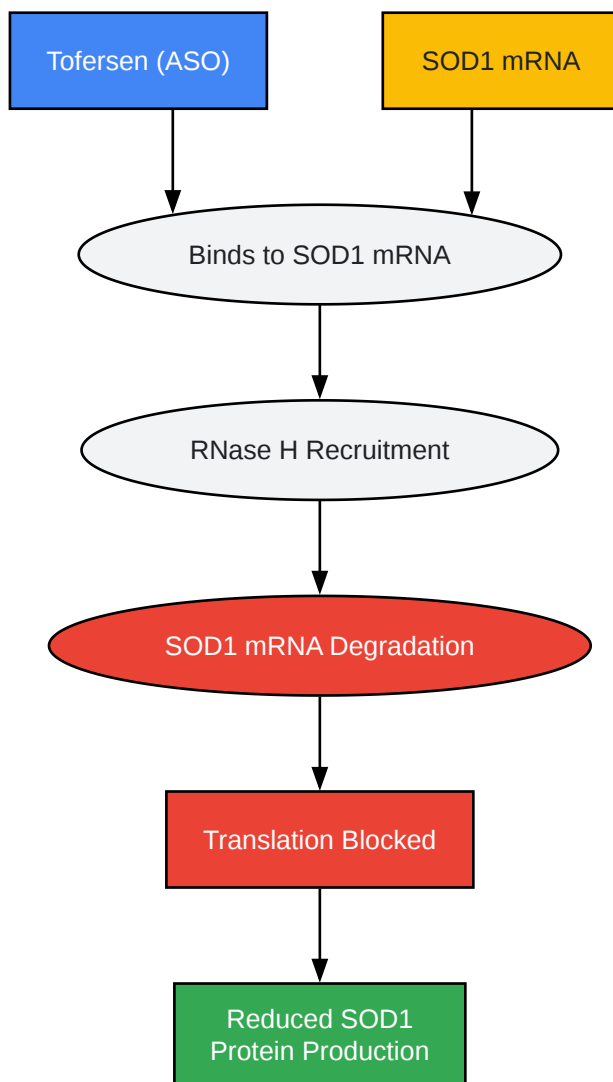 Tofersen (ASO)
SOD1 mRNA
Binds to SOD1 mRNA
RNase H Recruitment
SOD1 mRNA Degradation
Translation Blocked
Reduced SOD1
Protein Production